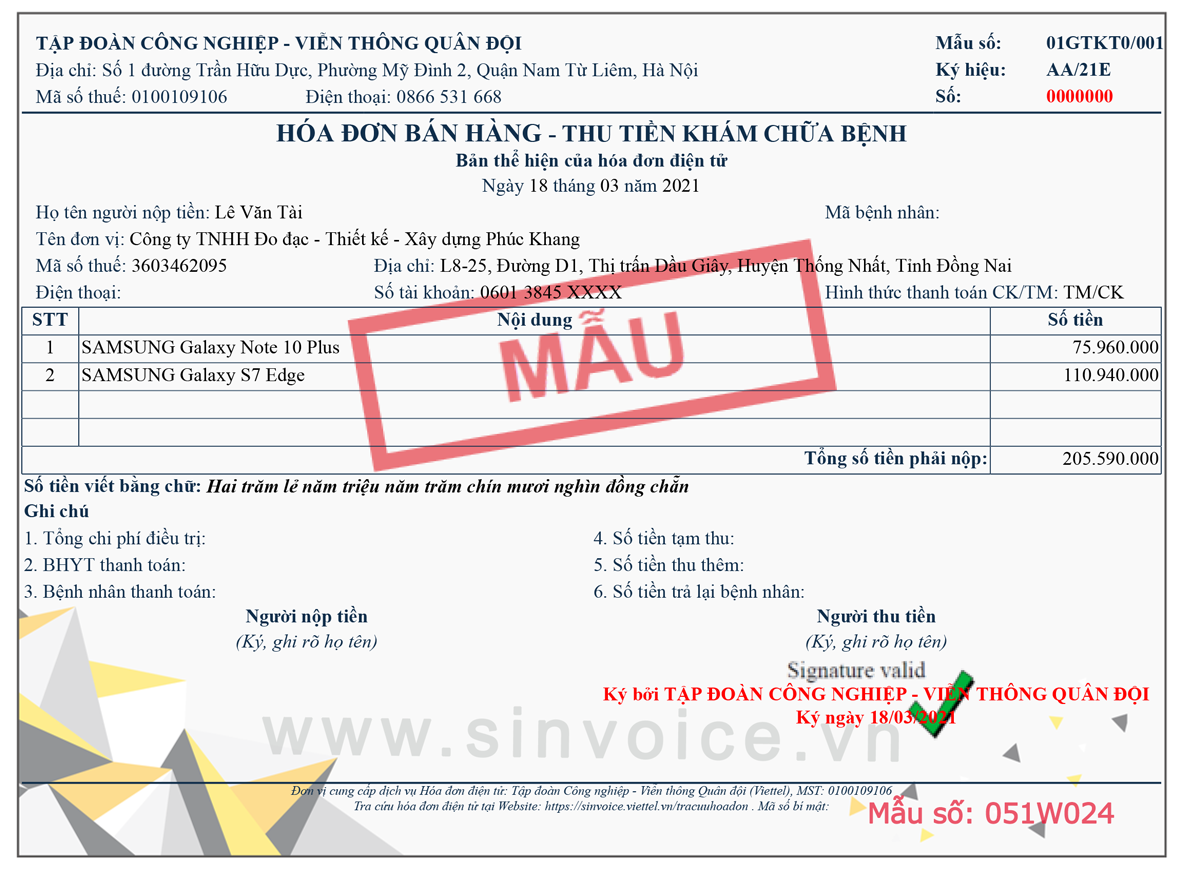 TẬP ĐOÀN CÔNG NGHIỆP - VIỄN THÔNG QUÂN ĐỘI
Mẫu số: 01GTKT0/001
Địa chỉ: Số 1 đường Trần Hữu Dực, Phường Mỹ Đình 2, Quận Nam Từ Liêm, Hà Nội
Ký hiệu: AA/21E
Mã số thuế: 0100109106 Điện thoại: 0866 531 668
Số: 0000000
HÓA ĐƠN BÁN HÀNG - THU TIỀN KHÁM CHỮA BỆNH
Bản thể hiện của hóa đơn điện tử
Ngày 18 tháng 03 năm 2021
Họ tên người nộp tiền: Lê Văn Tài Mã bệnh nhân:
Tên đơn vị: Công ty TNHH Đo đạc - Thiết kế - Xây dựng Phúc Khang
Mã số thuế: 3603462095 Địa chỉ: L8-25, Đường D1, Thị trấn Dầu Giây, Huyện Thống Nhất, Tỉnh Đồng Nai
Điện thoại: Số tài khoản: 0601 3845 XXXX Hình thức thanh toán CK/TM: TM/CK
STT Nội dung Số tiền
1 SAMSUNG Galaxy Note 10 Plus 75.960.000
2 SAMSUNG Galaxy S7 Edge 110.940.000
MẪU
Tổng số tiền phải nộp: 205.590.000
Số tiền viết bằng chữ: Hai trăm lẻ năm triệu năm trăm chín mươi nghìn đồng chẵn
Ghi chú
1. Tổng chi phí điều trị: 4. Số tiền tạm thu:
2. BHYT thanh toán: 5. Số tiền thu thêm:
3. Bệnh nhân thanh toán: 6. Số tiền trả lại bệnh nhân:
Người nộp tiền Người thu tiền
(Ký, ghi rõ họ tên) (Ký, ghi rõ họ tên)
Signature valid
Ký bởi TẬP ĐOÀN CÔNG NGHIỆP - VIỄN THÔNG QUÂN ĐỘI
Ký ngày 18/03/2021
www.sinvoice.vn
Đơn vị cung cấp dịch vụ Hóa đơn điện tử: Tập đoàn Công nghiệp - Viễn thông Quân đội (Viettel), MST: 0100109106
Tra cứu hóa đơn điện tử tại Website: https://sinvoice.viettel.vn/tracuuhoadon . Mã số bí mật:
Mẫu số: 051W024